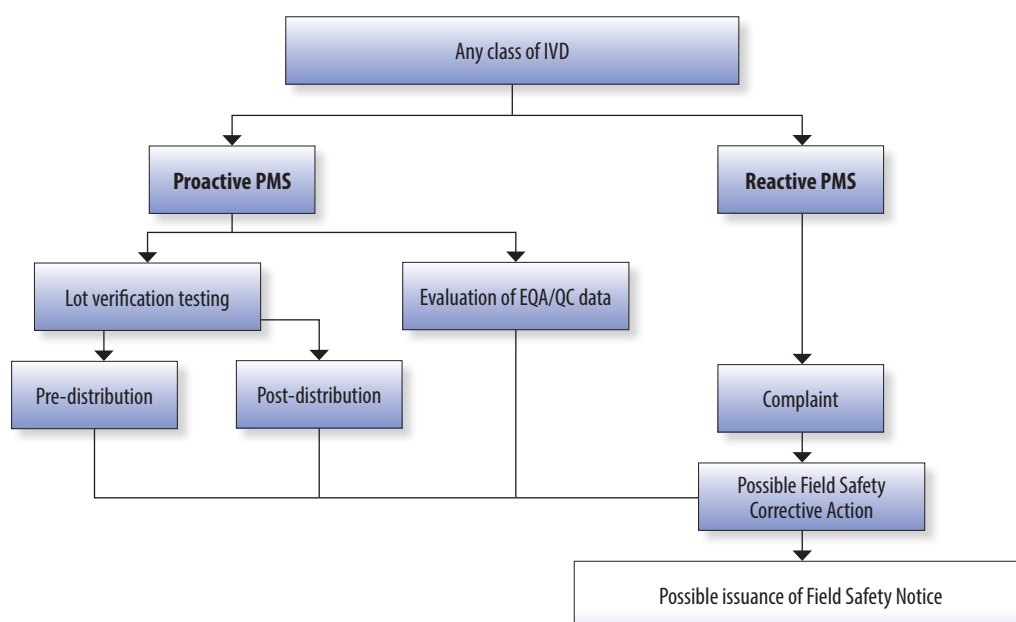 Any class of IVD
Proactive PMS
Reactive PMS
Lot verification testing
Evaluation of EQA/QC data
Pre-distribution
Post-distribution
Complaint
Possible Field Safety
Corrective Action
Possible issuance of Field Safety Notice